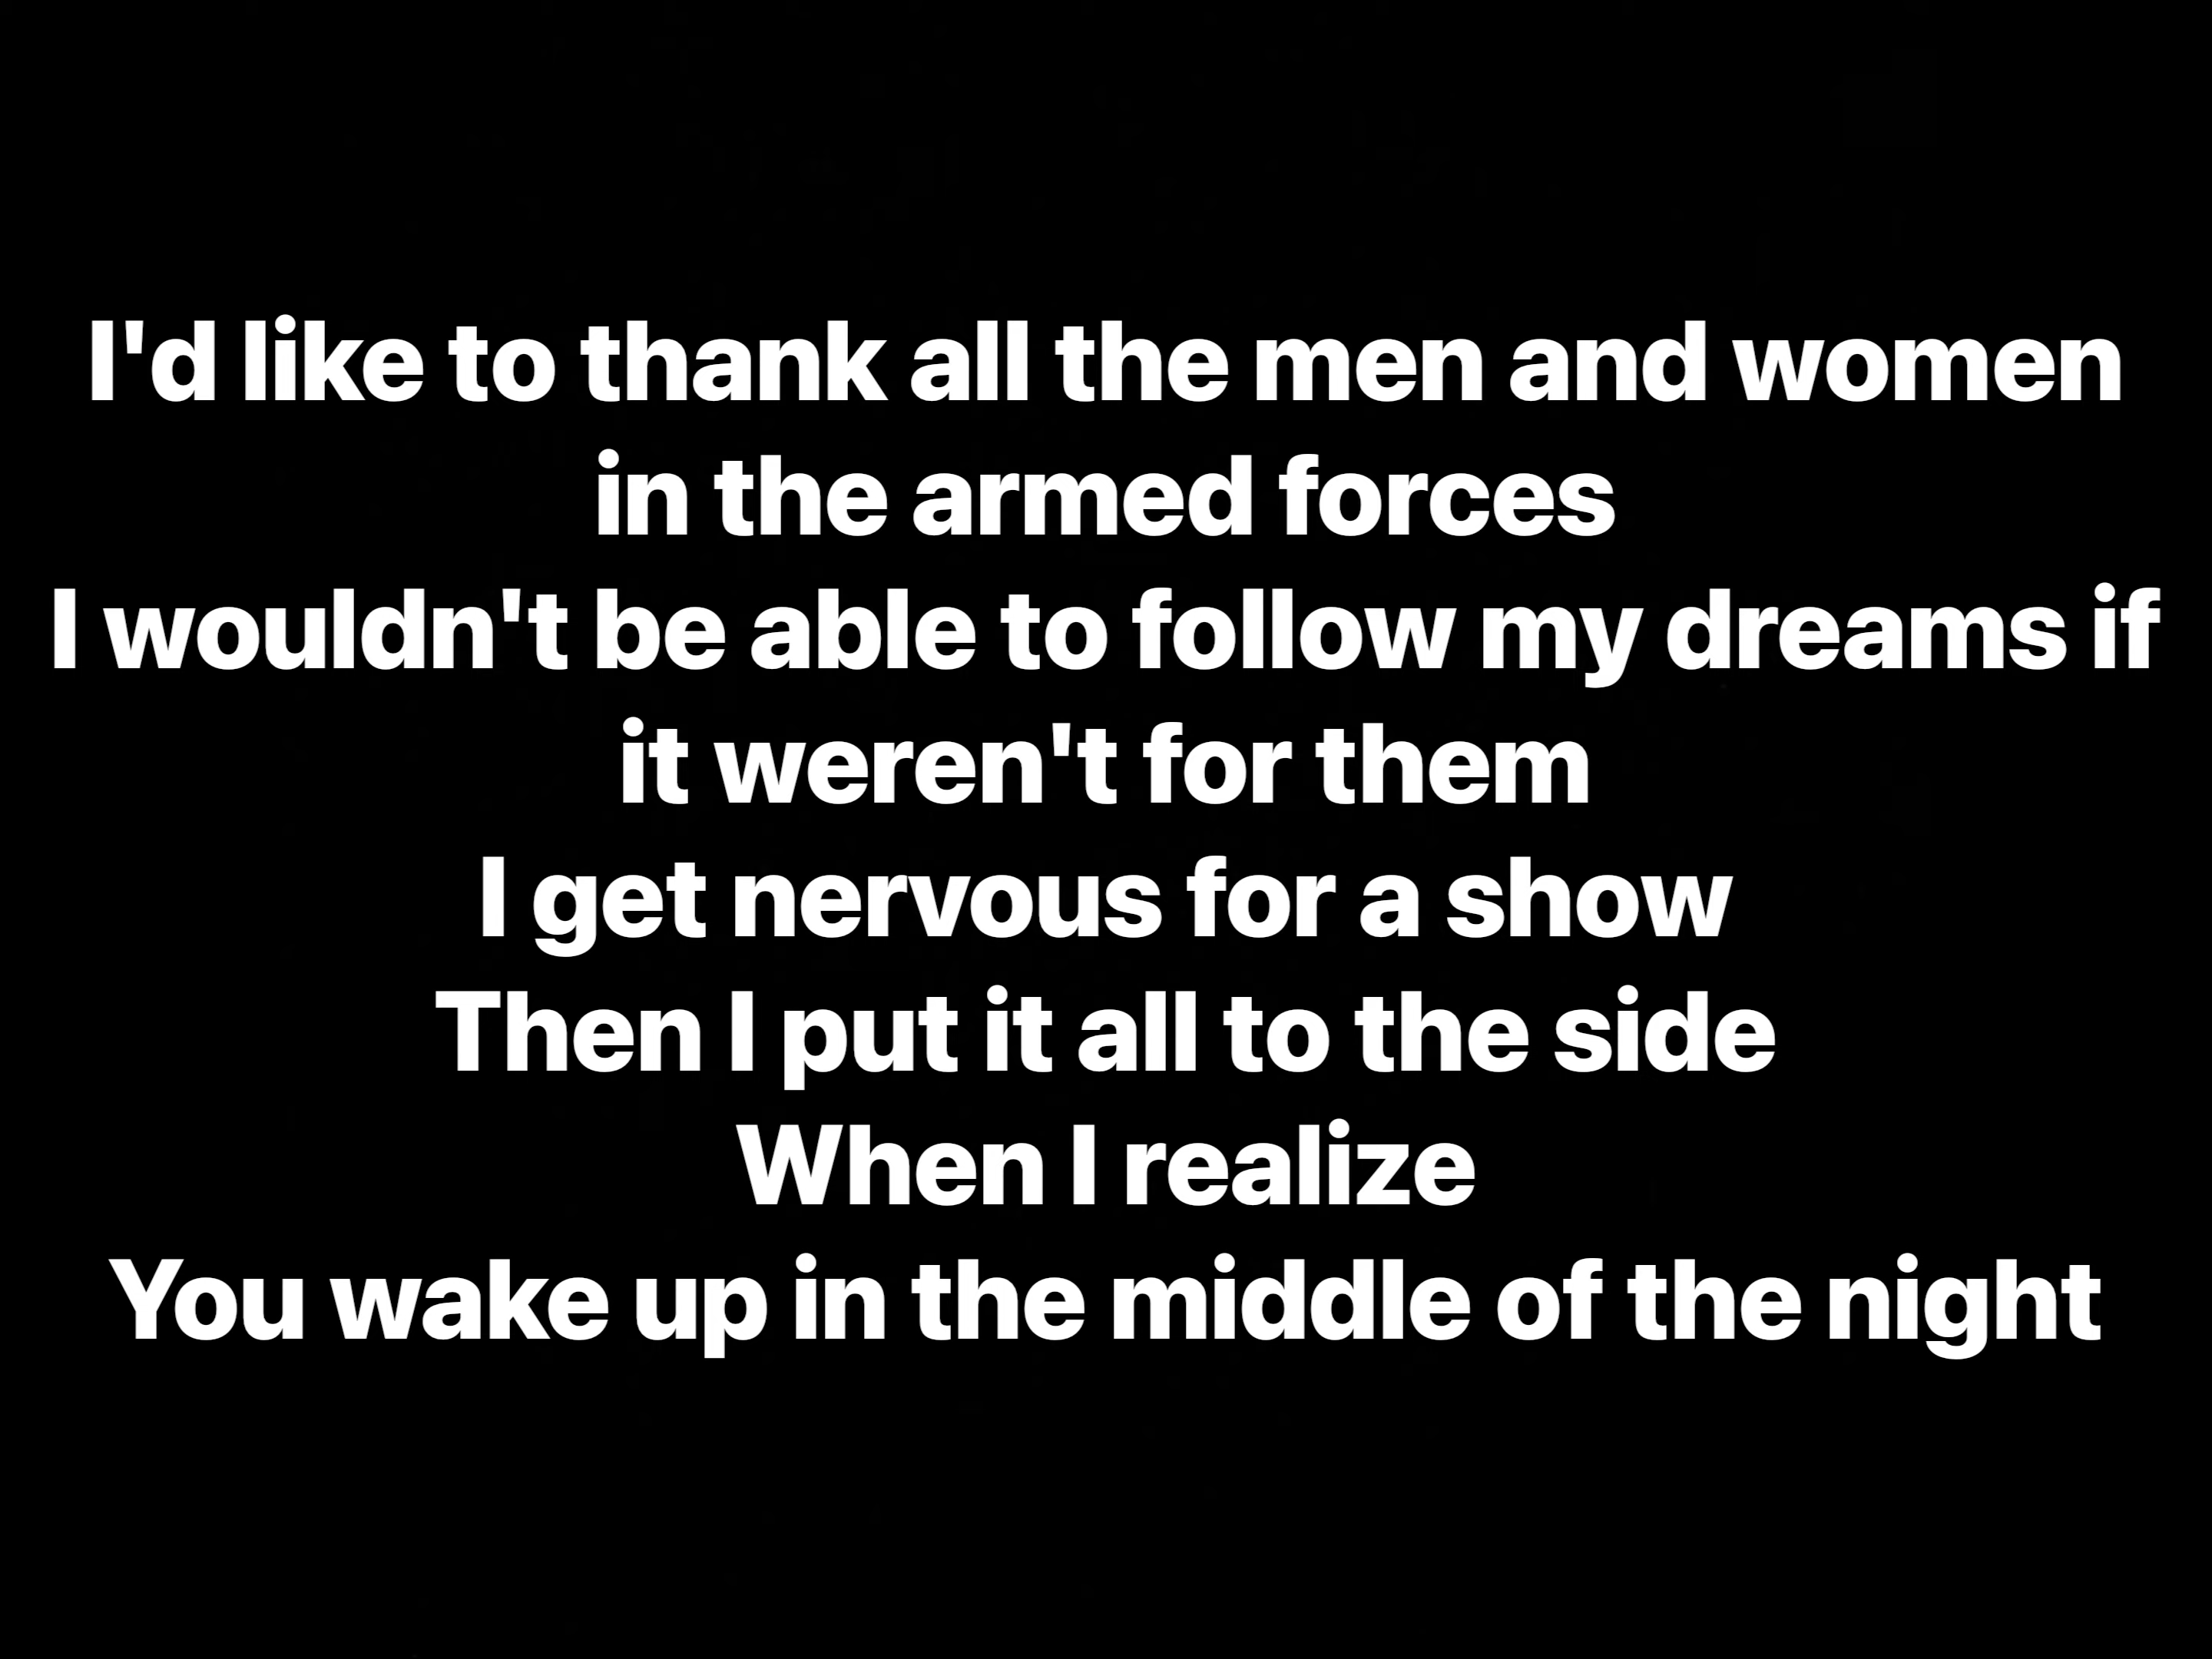 I'd like to thank all the men and women
in the armed forces
I wouldn't be able to follow my dreams if
it weren't for them
I get nervous for a show
Then I put it all to the side
When I realize
You wake up in the middle of the night